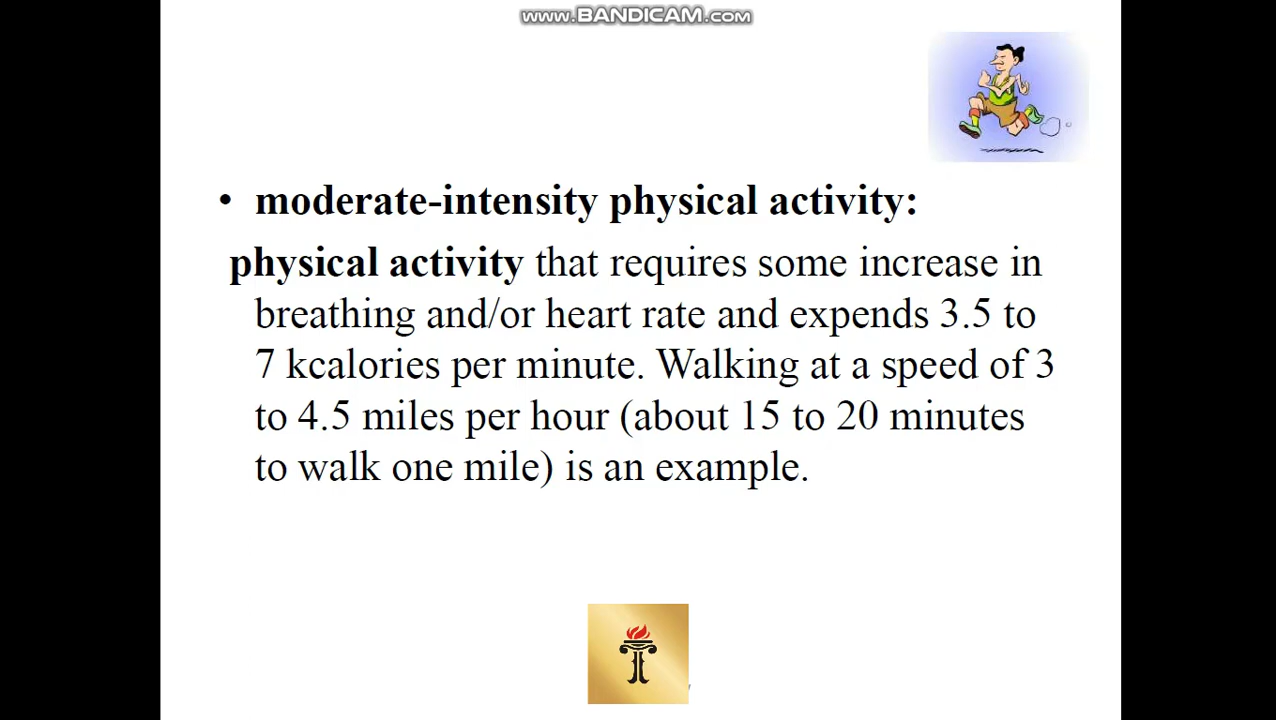 www.BANDICAM.com
• moderate-intensity physical activity:
physical activity that requires some increase in
breathing and/or heart rate and expends 3.5 to
7 kcalories per minute. Walking at a speed of 3
to 4.5 miles per hour (about 15 to 20 minutes
to walk one mile) is an example.